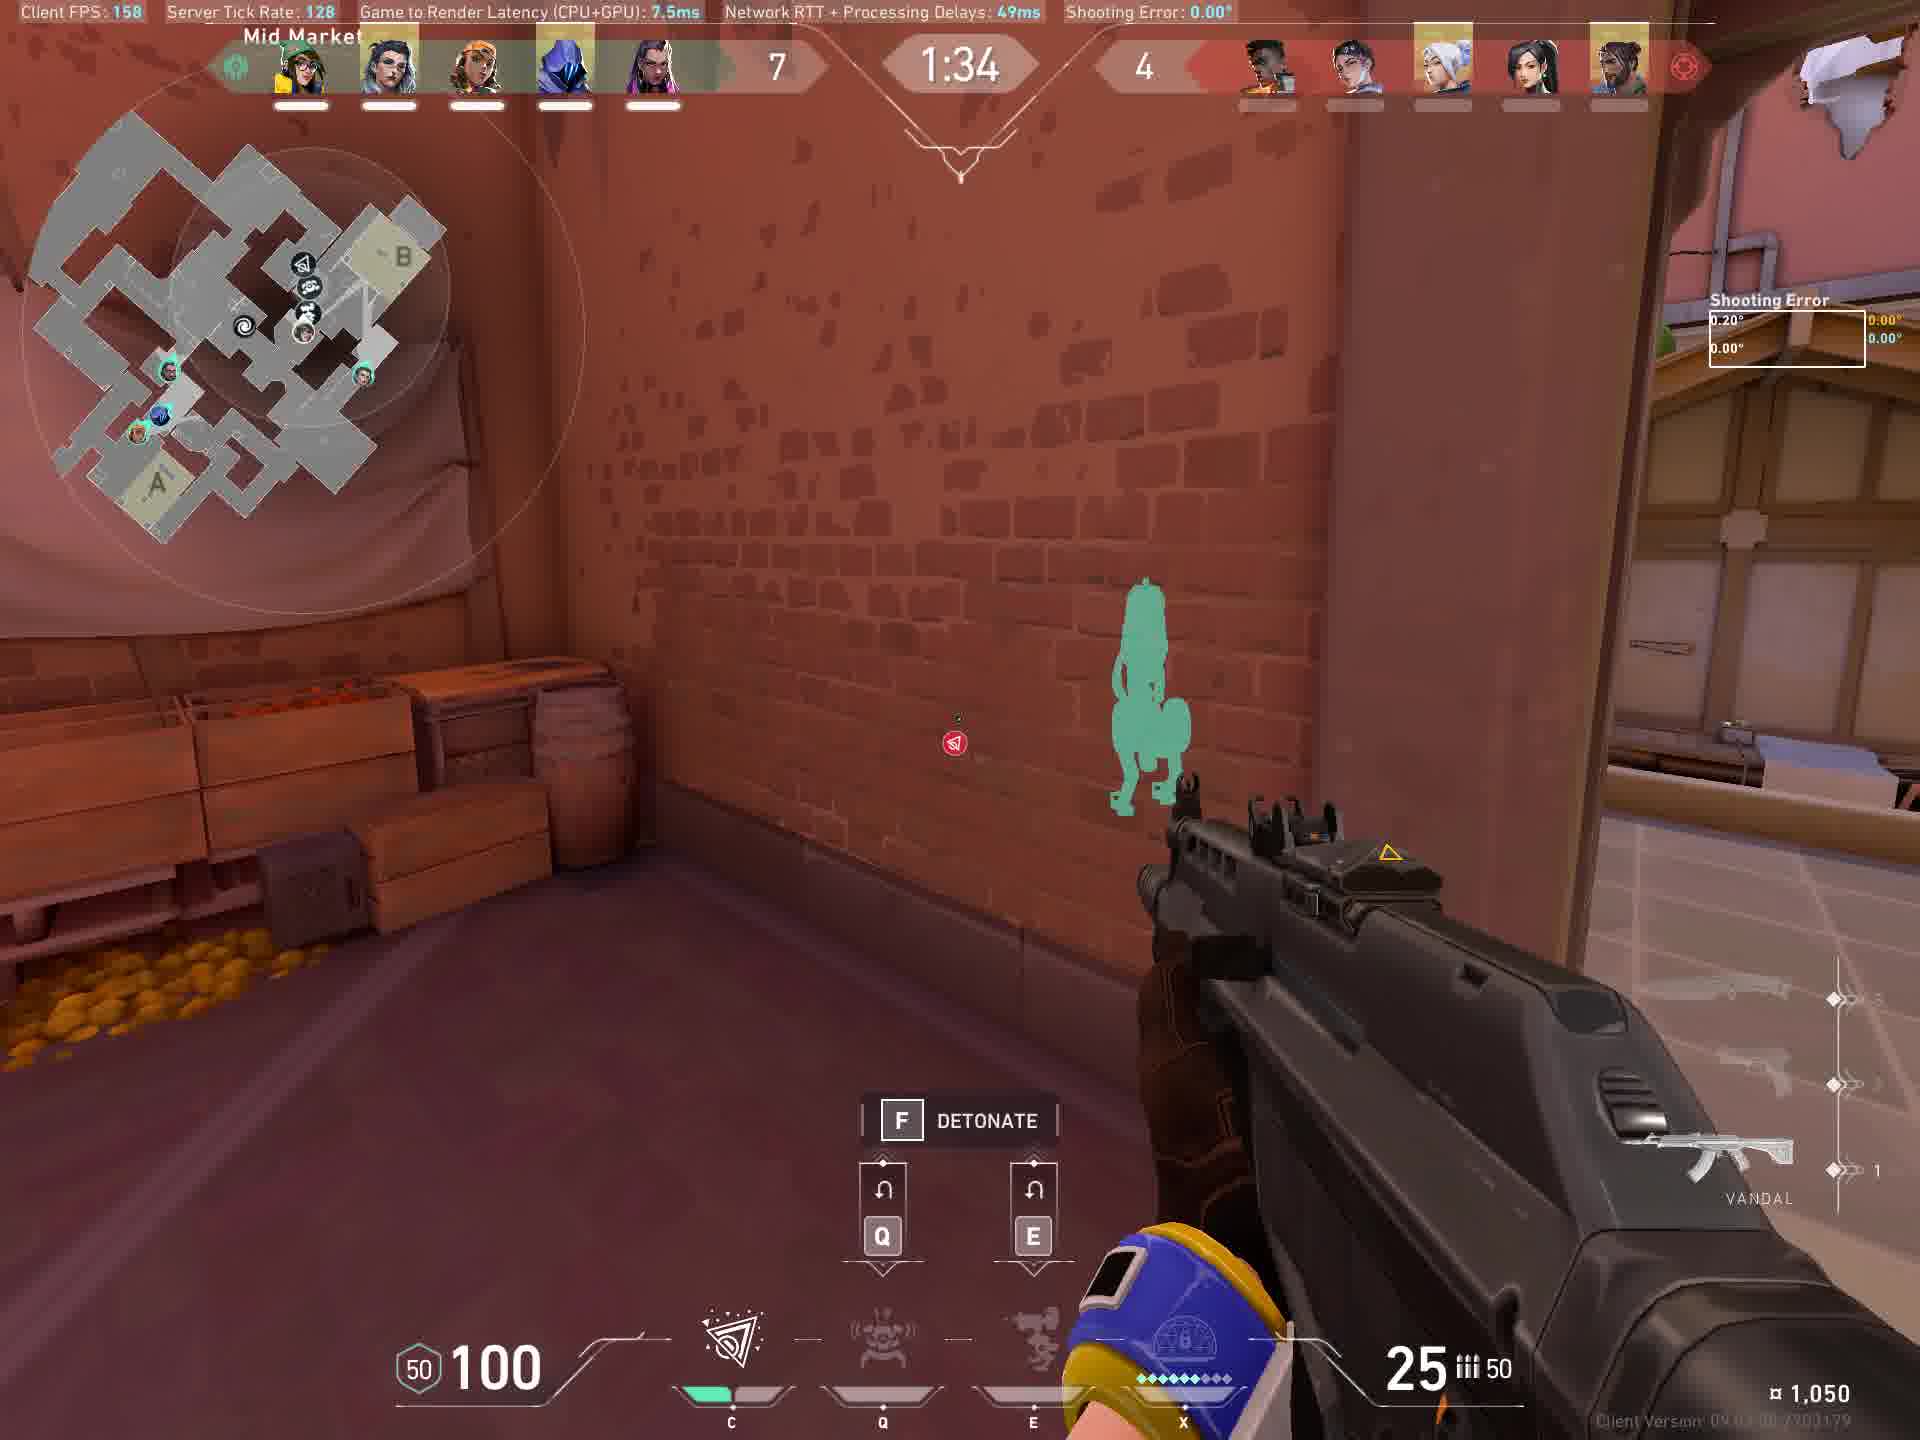 Client FPS: 158 Server Tick Rate: 128 Game to Render Latency (CPU+GPU): 7.5ms Network RTT + Processing Delays: 49ms Shooting Error: 0.00°
Mid Market
7 1:34 4
B
A
Shooting Error
0.20° 0.00°
0.00°
0.00°
F DETONATE
Q E
1
VANDAL
50 100
25 50
¤ 1,050
C Q E X